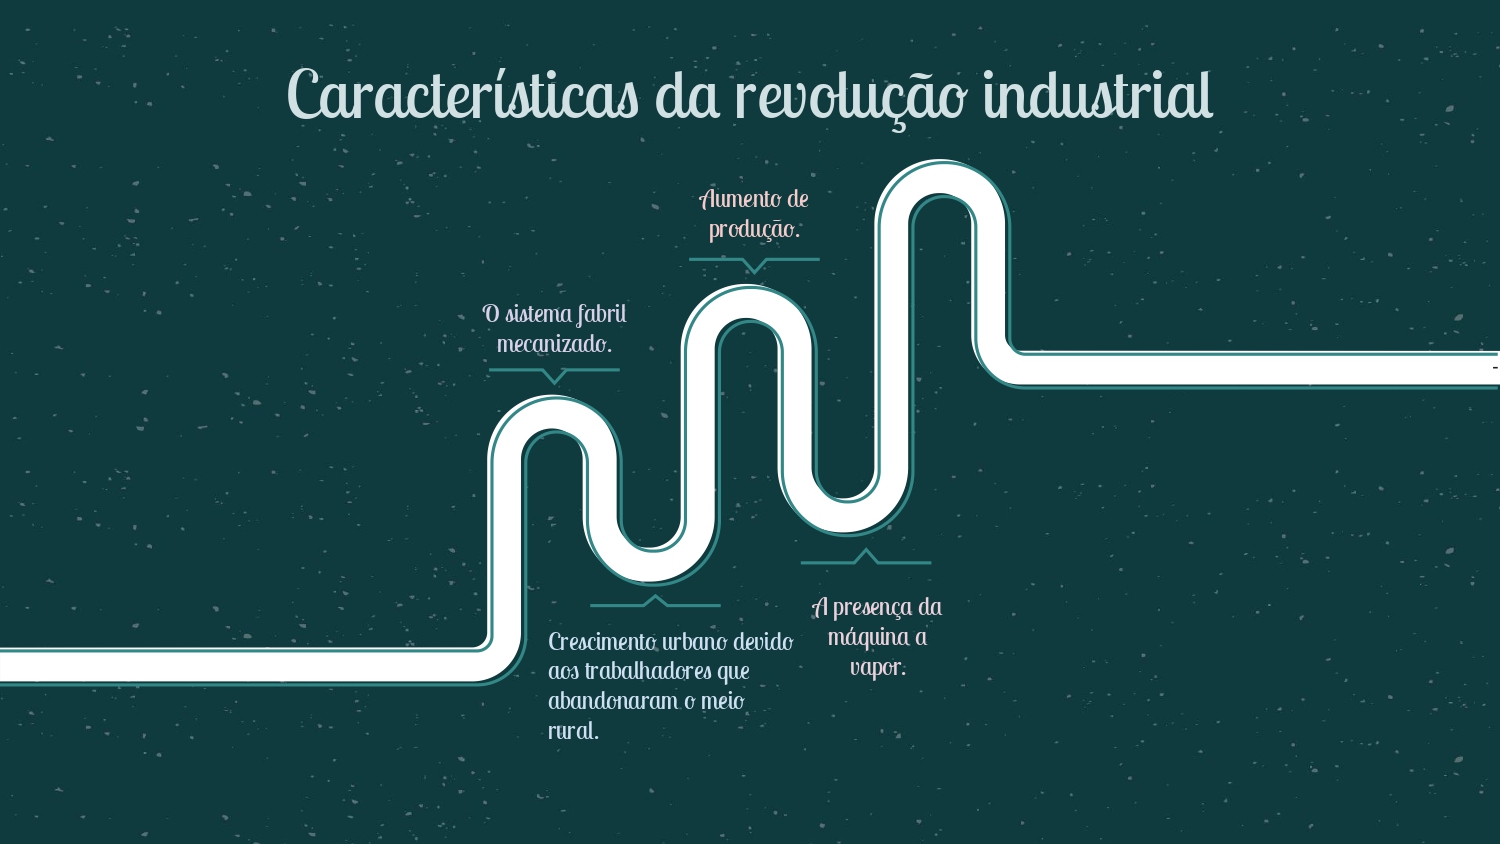 Características da revolução industrial
Aumento de
produção.
O sistema fabril
mecanizado.
Crescimento urbano devido
aos trabalhadores que
abandonaram o meio
rural.
A presença da
máquina a
vapor.
-